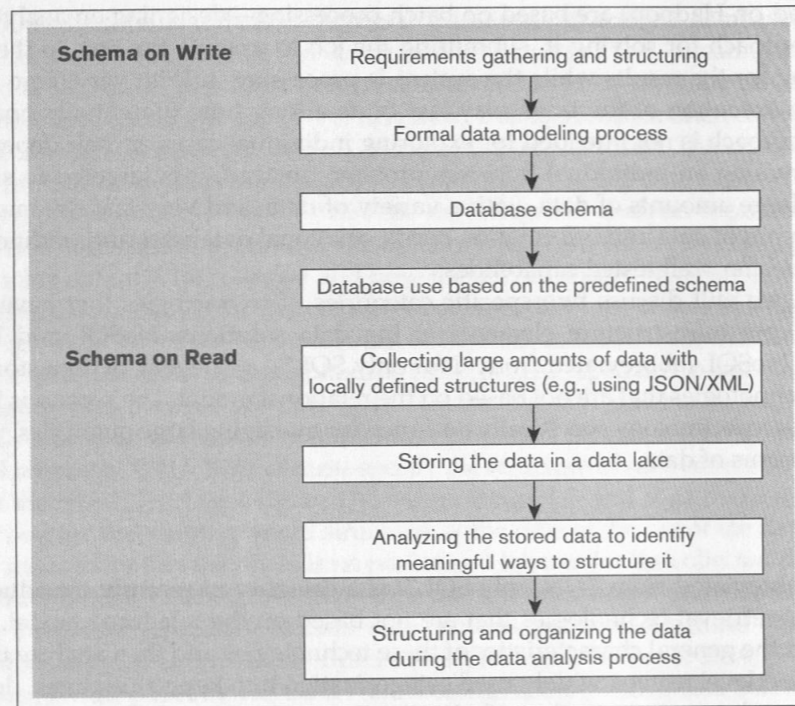 Schema on Write
Requirements gathering and structuring
Formal data modeling process
Database schema
Database use based on the predefined schema
Schema on Read
Collecting large amounts of data with
locally defined structures (e.g., using JSON/XML)
Storing the data in a data lake
Analyzing the stored data to identify
meaningful ways to structure it
Structuring and organizing the data
during the data analysis process